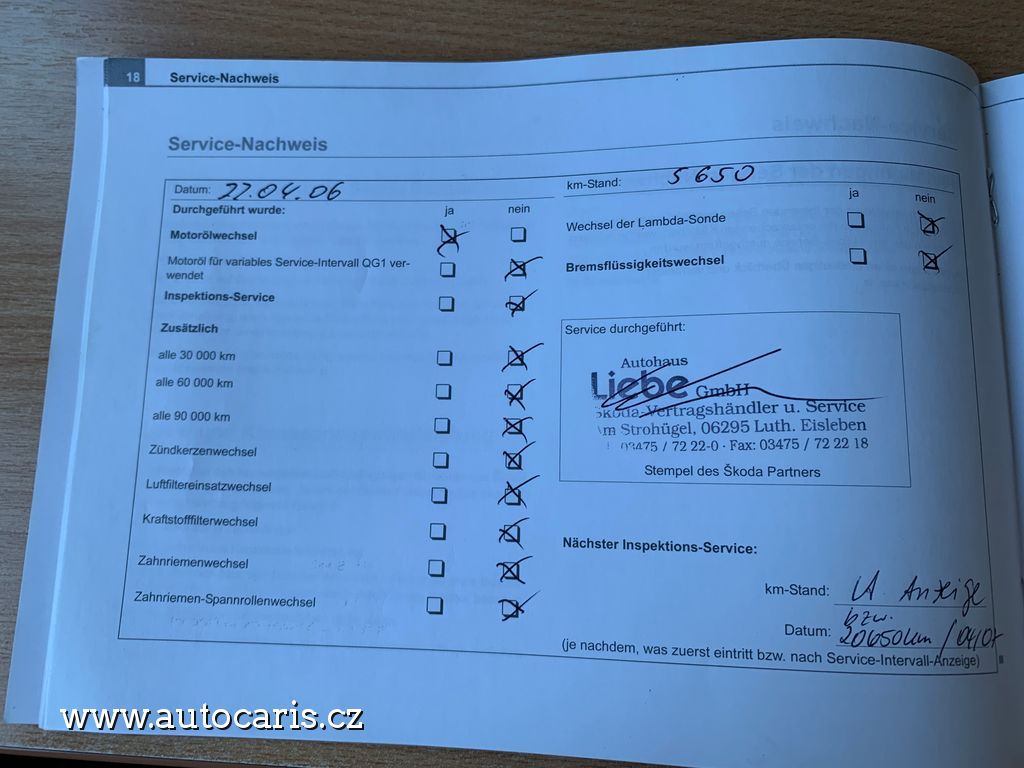 18 Service-Nachweis
Service-Nachweis
Datum: 27.04.06
km-Stand: 5650
Durchgeführt wurde: ja nein
Motorölwechsel
Motoröl für variables Service-Intervall QG1 ver-
wendet
Inspektions-Service
Zusätzlich
alle 30 000 km
alle 60 000 km
alle 90 000 km
Zündkerzenwechsel
Luftfiltereinsatzwechsel
Kraftstofffilterwechsel
Zahnriemenwechsel
Zahnriemen-Spannrollenwechsel
ja nein
Wechsel der Lambda-Sonde
Bremsflüssigkeitswechsel
Service durchgeführt:
Autohaus
Liebe GmbH
Skoda-Vertragshändler u. Service
Am Strohügel, 06295 Luth. Eisleben
03475 / 72 22-0 · Fax: 03475 / 72 22 18
Stempel des Škoda Partners
Nächster Inspektions-Service:
km-Stand: lt. Anzeige
bzw.
Datum: 20650km / 04/07
(je nachdem, was zuerst eintritt bzw. nach Service-Intervall-Anzeige)
www.autocaris.cz